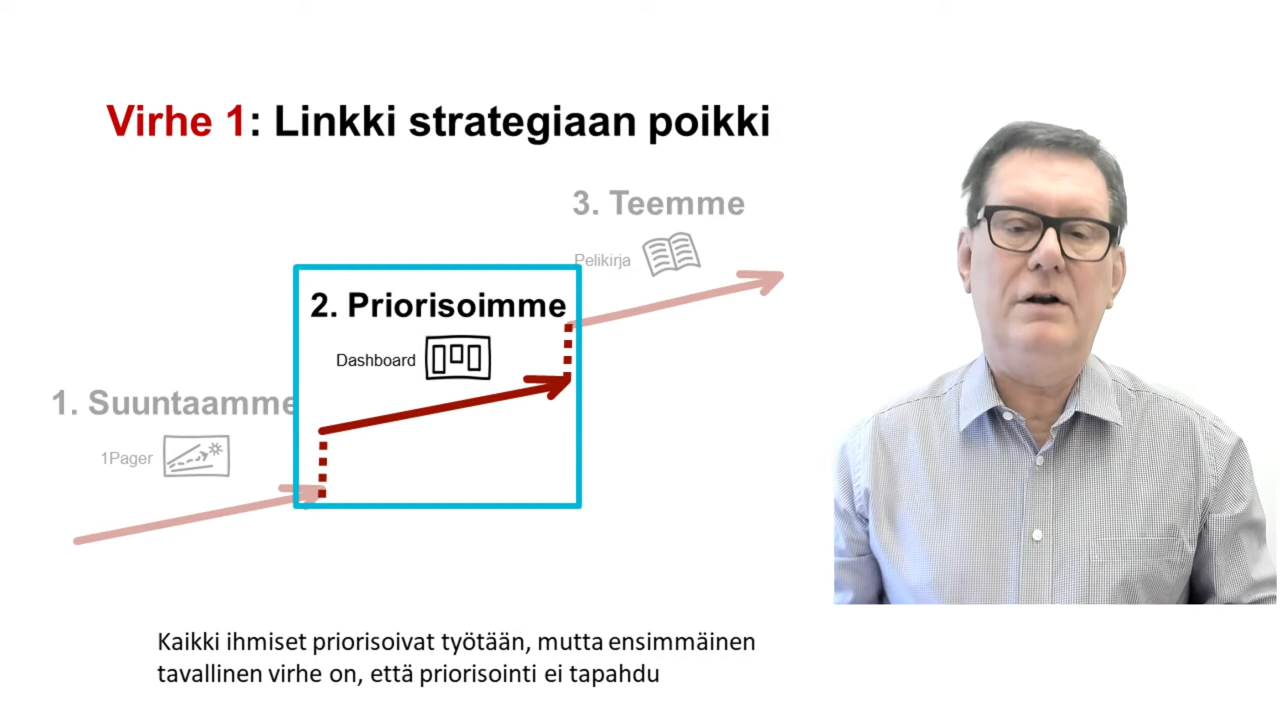 Virhe 1: Linkki strategiaan poikki
3. Teemme
Pelikirja
2. Priorisoimme
Dashboard
1. Suuntaamme
1Pager
Kaikki ihmiset priorisoivat työtään, mutta ensimmäinen
tavallinen virhe on, että priorisointi ei tapahdu